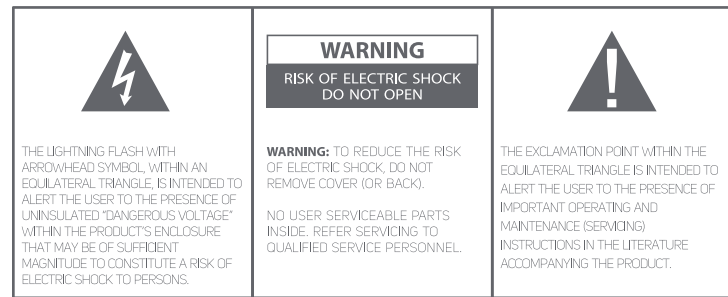 THE LIGHTNING FLASH WITH
ARROWHEAD SYMBOL, WITHIN AN
EQUILATERAL TRIANGLE, IS INTENDED TO
ALERT THE USER TO THE PRESENCE OF
UNINSULATED "DANGEROUS VOLTAGE"
WITHIN THE PRODUCT'S ENCLOSURE
THAT MAY BE OF SUFFICIENT
MAGNITUDE TO CONSTITUTE A RISK OF
ELECTRIC SHOCK TO PERSONS.
WARNING
RISK OF ELECTRIC SHOCK
DO NOT OPEN
WARNING: TO REDUCE THE RISK
OF ELECTRIC SHOCK, DO NOT
REMOVE COVER (OR BACK).
NO USER SERVICEABLE PARTS
INSIDE. REFER SERVICING TO
QUALIFIED SERVICE PERSONNEL.
!
THE EXCLAMATION POINT WITHIN THE
EQUILATERAL TRIANGLE IS INTENDED TO
ALERT THE USER TO THE PRESENCE OF
IMPORTANT OPERATING AND
MAINTENANCE (SERVICING)
INSTRUCTIONS IN THE LITERATURE
ACCOMPANYING THE PRODUCT.